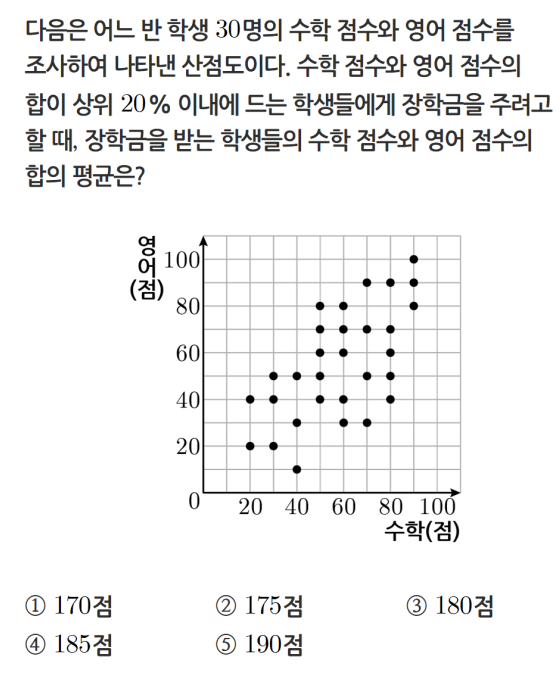 다음은 어느 반 학생 30명의 수학 점수와 영어 점수를
조사하여 나타낸 산점도이다. 수학 점수와 영어 점수의
합이 상위 20% 이내에 드는 학생들에게 장학금을 주려고
할 때, 장학금을 받는 학생들의 수학 점수와 영어 점수의
합의 평균은?
영어(점)
100
80
60
40
20
0
20 40 60 80 100
수학(점)
① 170점 ② 175점 ③ 180점
④ 185점 ⑤ 190점